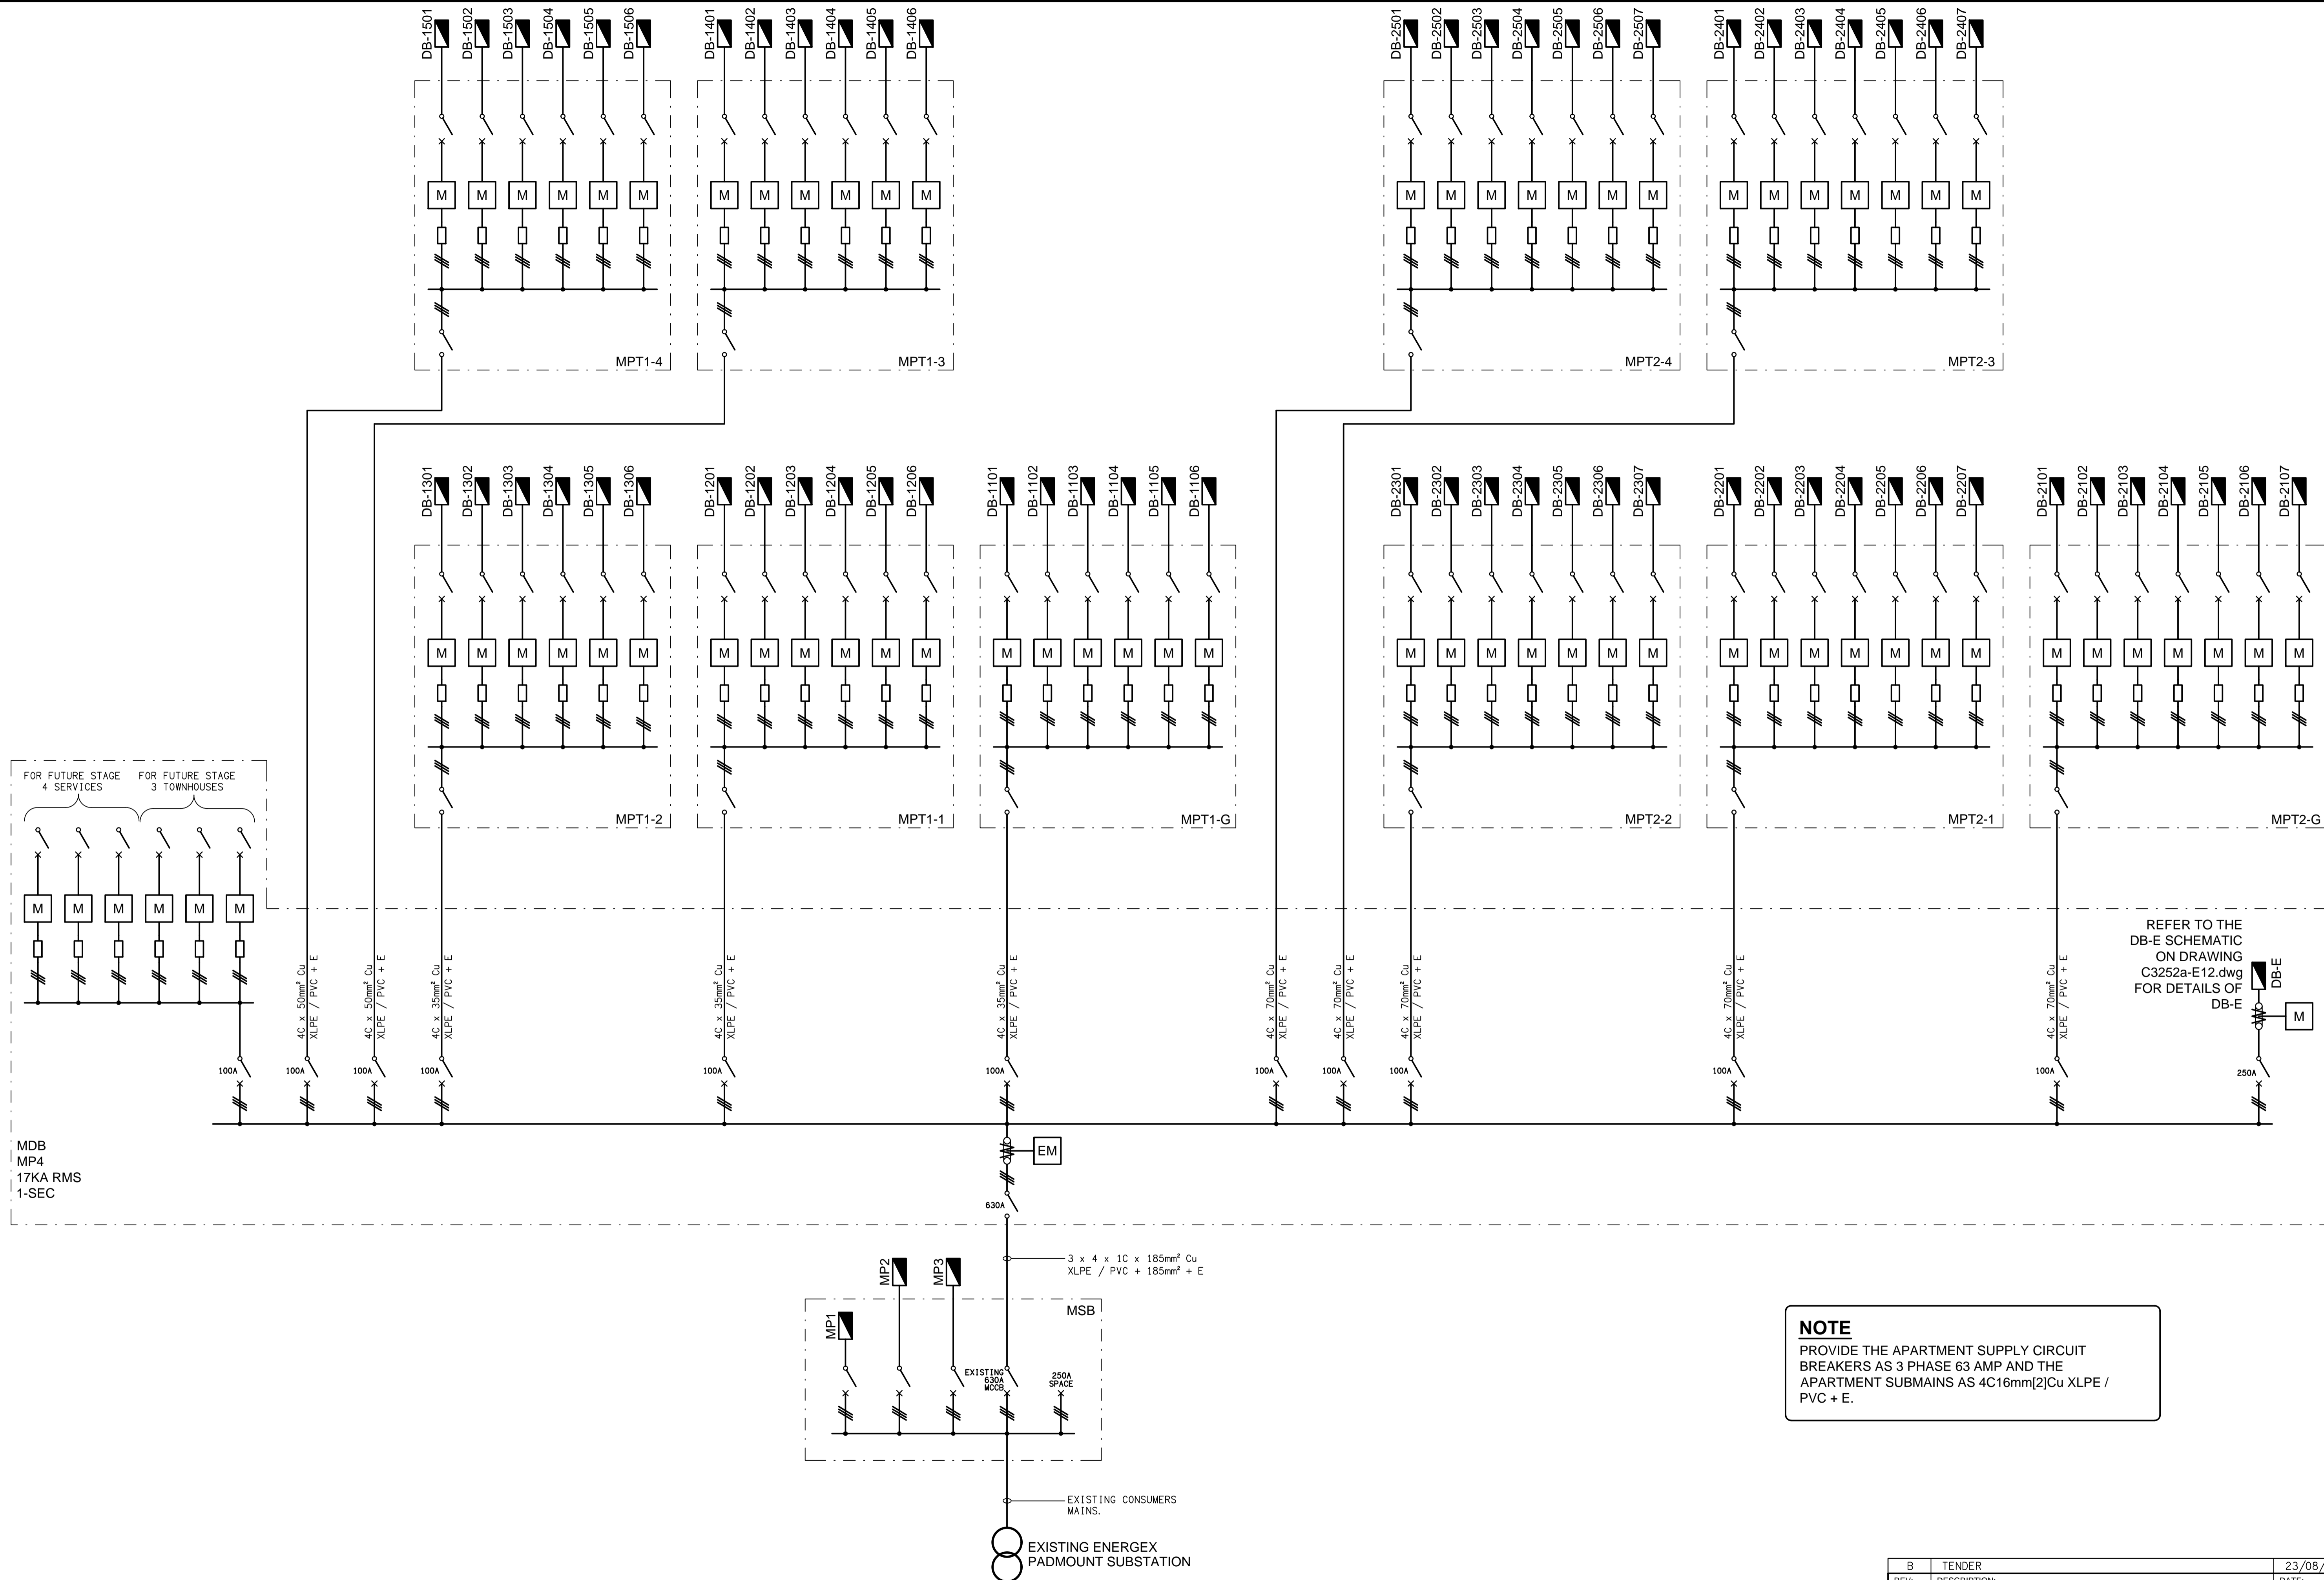 DB-1501
DB-1502
DB-1503
DB-1504
DB-1505
DB-1506
DB-1401
DB-1402
DB-1403
DB-1404
DB-1405
DB-1406
DB-2501
DB-2502
DB-2503
DB-2504
DB-2505
DB-2506
DB-2507
DB-2401
DB-2402
DB-2403
DB-2404
DB-2405
DB-2406
DB-2407
M M M M M M
M M M M M M
M M M M M M M
M M M M M M M
MPT1-4
MPT1-3
MPT2-4
MPT2-3
DB-1301
DB-1302
DB-1303
DB-1304
DB-1305
DB-1306
DB-1201
DB-1202
DB-1203
DB-1204
DB-1205
DB-1206
DB-1101
DB-1102
DB-1103
DB-1104
DB-1105
DB-1106
DB-2301
DB-2302
DB-2303
DB-2304
DB-2305
DB-2306
DB-2307
DB-2201
DB-2202
DB-2203
DB-2204
DB-2205
DB-2206
DB-2207
DB-2101
DB-2102
DB-2103
DB-2104
DB-2105
DB-2106
DB-2107
M M M M M M
M M M M M M
M M M M M M
M M M M M M M
M M M M M M M
M M M M M M M
MPT1-2
MPT1-1
MPT1-G
MPT2-2
MPT2-1
MPT2-G
FOR FUTURE STAGE
4 SERVICES
FOR FUTURE STAGE
3 TOWNHOUSES
M M M M M M
4C x 50mm² Cu
XLPE / PVC + E
4C x 50mm² Cu
XLPE / PVC + E
4C x 35mm² Cu
XLPE / PVC + E
4C x 35mm² Cu
XLPE / PVC + E
4C x 35mm² Cu
XLPE / PVC + E
4C x 70mm² Cu
XLPE / PVC + E
4C x 70mm² Cu
XLPE / PVC + E
4C x 70mm² Cu
XLPE / PVC + E
4C x 70mm² Cu
XLPE / PVC + E
4C x 70mm² Cu
XLPE / PVC + E
REFER TO THE
DB-E SCHEMATIC
ON DRAWING
C3252a-E12.dwg
FOR DETAILS OF
DB-E
DB-E
M
100A
100A
100A
100A
100A
100A
100A
100A
100A
100A
100A
250A
MDB
MP4
17KA RMS
1-SEC
EM
630A
3 x 4 x 1C x 185mm² Cu
XLPE / PVC + 185mm² + E
MP1
MP2
MP3
MSB
EXISTING
630A
MCCB
250A
SPACE
EXISTING CONSUMERS
MAINS.
EXISTING ENERGEX
PADMOUNT SUBSTATION
NOTE
PROVIDE THE APARTMENT SUPPLY CIRCUIT
BREAKERS AS 3 PHASE 63 AMP AND THE
APARTMENT SUBMAINS AS 4C16mm[2]Cu XLPE /
PVC + E.
B TENDER 23/08/
REV: DESCRIPTION: DATE: